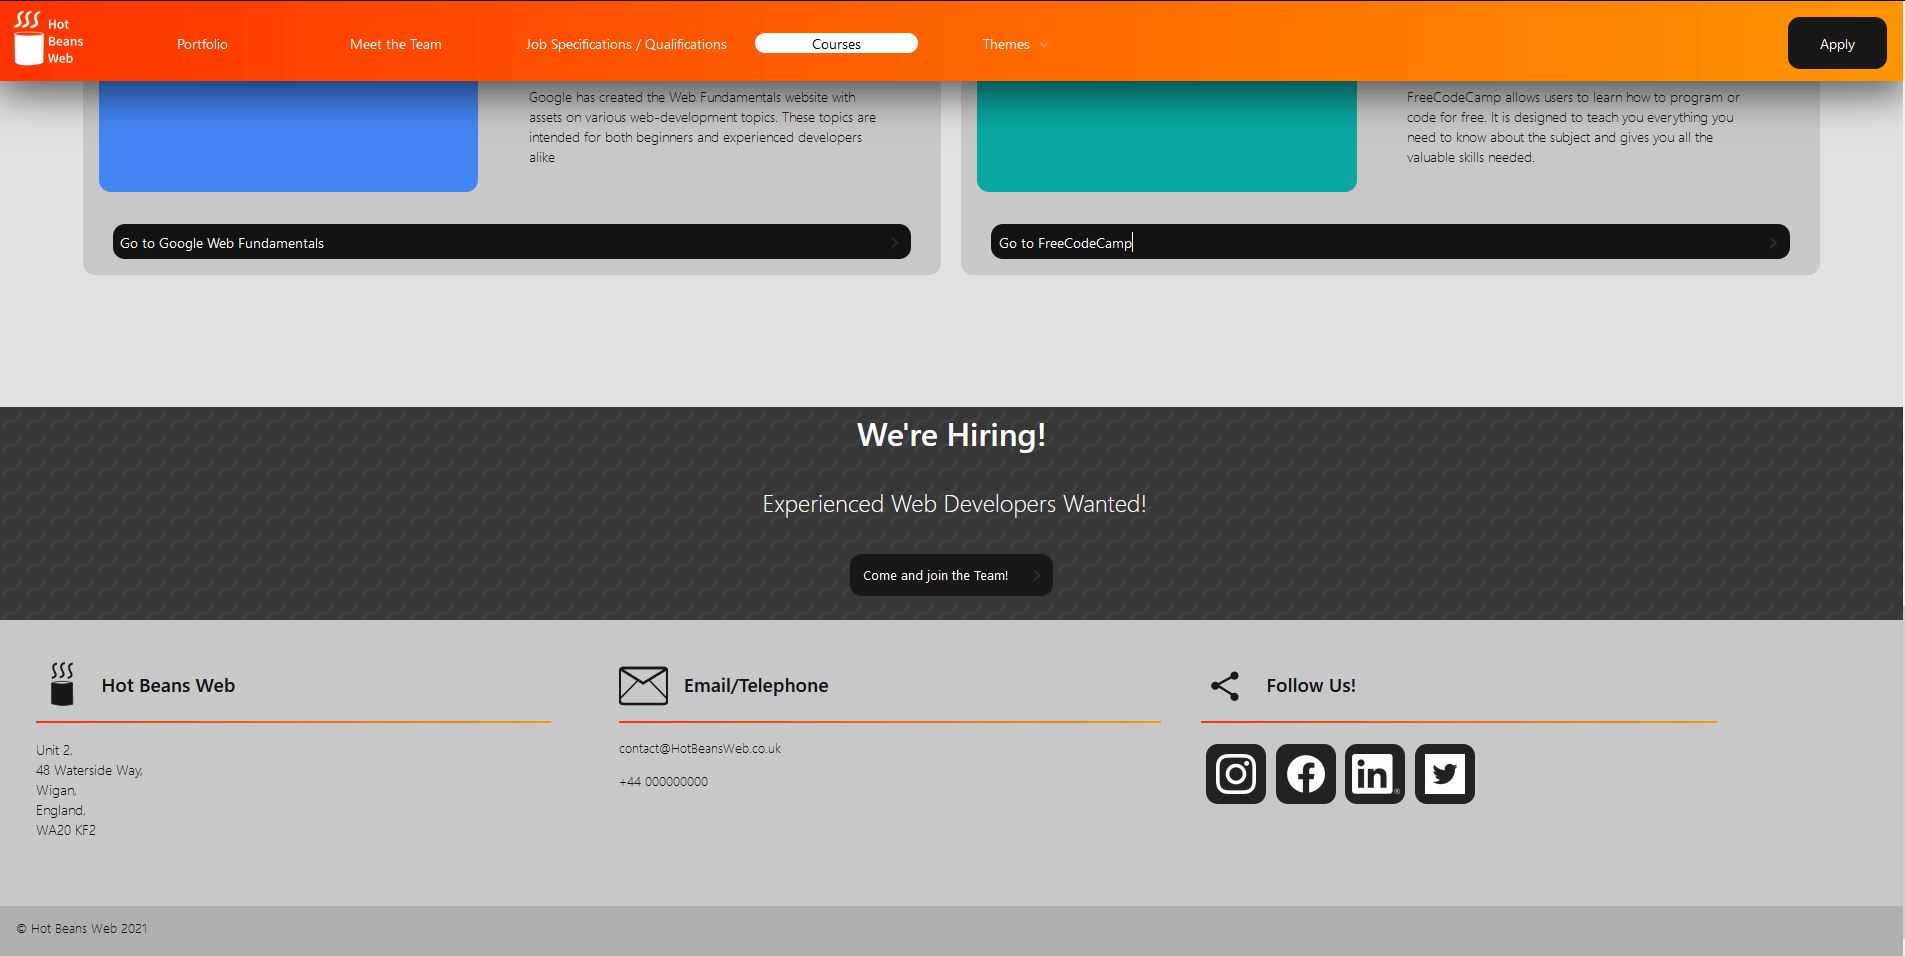 Hot
Beans
Web
Portfolio
Meet the Team
Job Specifications / Qualifications
Courses
Themes
Apply
Google has created the Web Fundamentals website with
assets on various web-development topics. These topics are
intended for both beginners and experienced developers
alike
Go to Google Web Fundamentals
FreeCodeCamp allows users to learn how to program or
code for free. It is designed to teach you everything you
need to know about the subject and gives you all the
valuable skills needed.
Go to FreeCodeCamp
We're Hiring!
Experienced Web Developers Wanted!
Come and join the Team!
Hot Beans Web
Unit 2,
48 Waterside Way,
Wigan,
England,
WA20 KF2
Email/Telephone
contact@HotBeansWeb.co.uk
+44 000000000
Follow Us!
in
© Hot Beans Web 2021